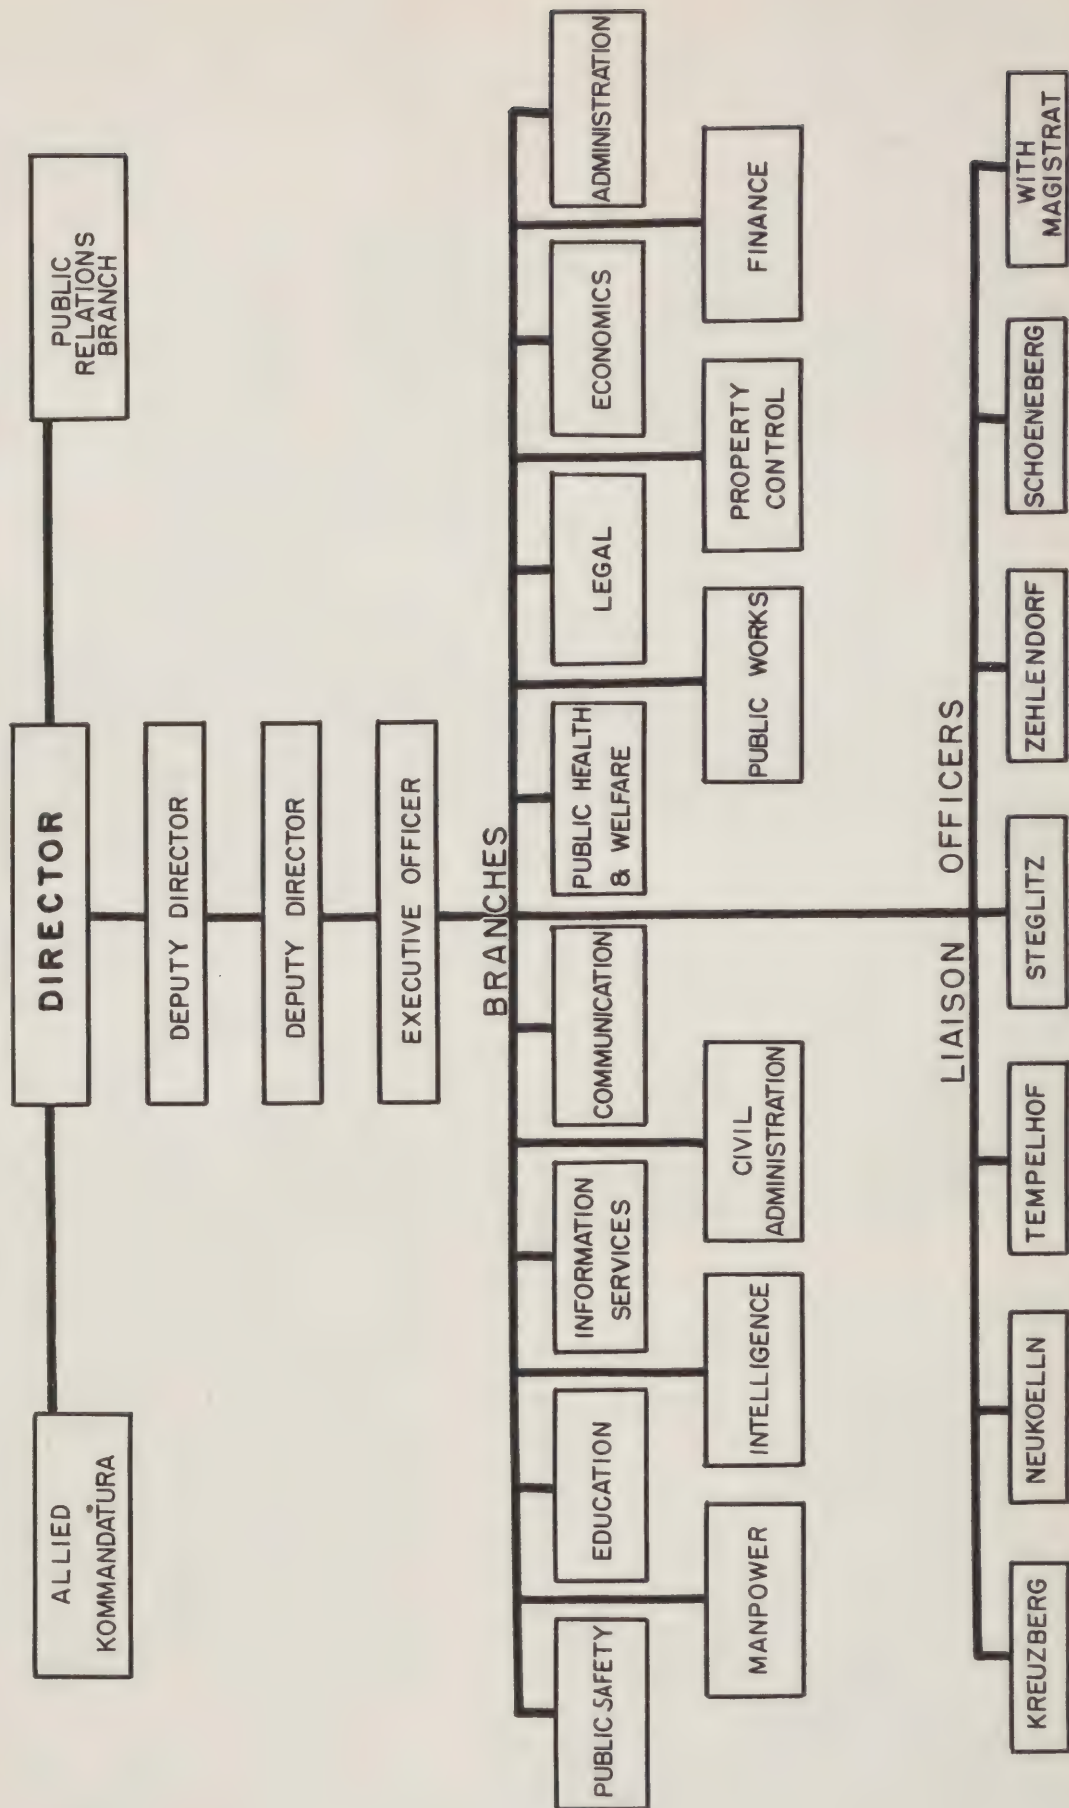 DIRECTOR
ALLIED
KOMMANDATURA
PUBLIC
RELATIONS
BRANCH
DEPUTY DIRECTOR
DEPUTY DIRECTOR
EXECUTIVE OFFICER
BRANCHES
PUBLIC SAFETY
EDUCATION
INFORMATION
SERVICES
COMMUNICATION
PUBLIC HEALTH
& WELFARE
LEGAL
ECONOMICS
ADMINISTRATION
MANPOWER
INTELLIGENCE
CIVIL
ADMINISTRATION
PUBLIC WORKS
PROPERTY
CONTROL
FINANCE
LIAISON OFFICERS
KREUZBERG
NEUKOELLN
TEMPELHOF
STEGLITZ
ZEHLENDORF
SCHOENEBERG
WITH
MAGISTRAT